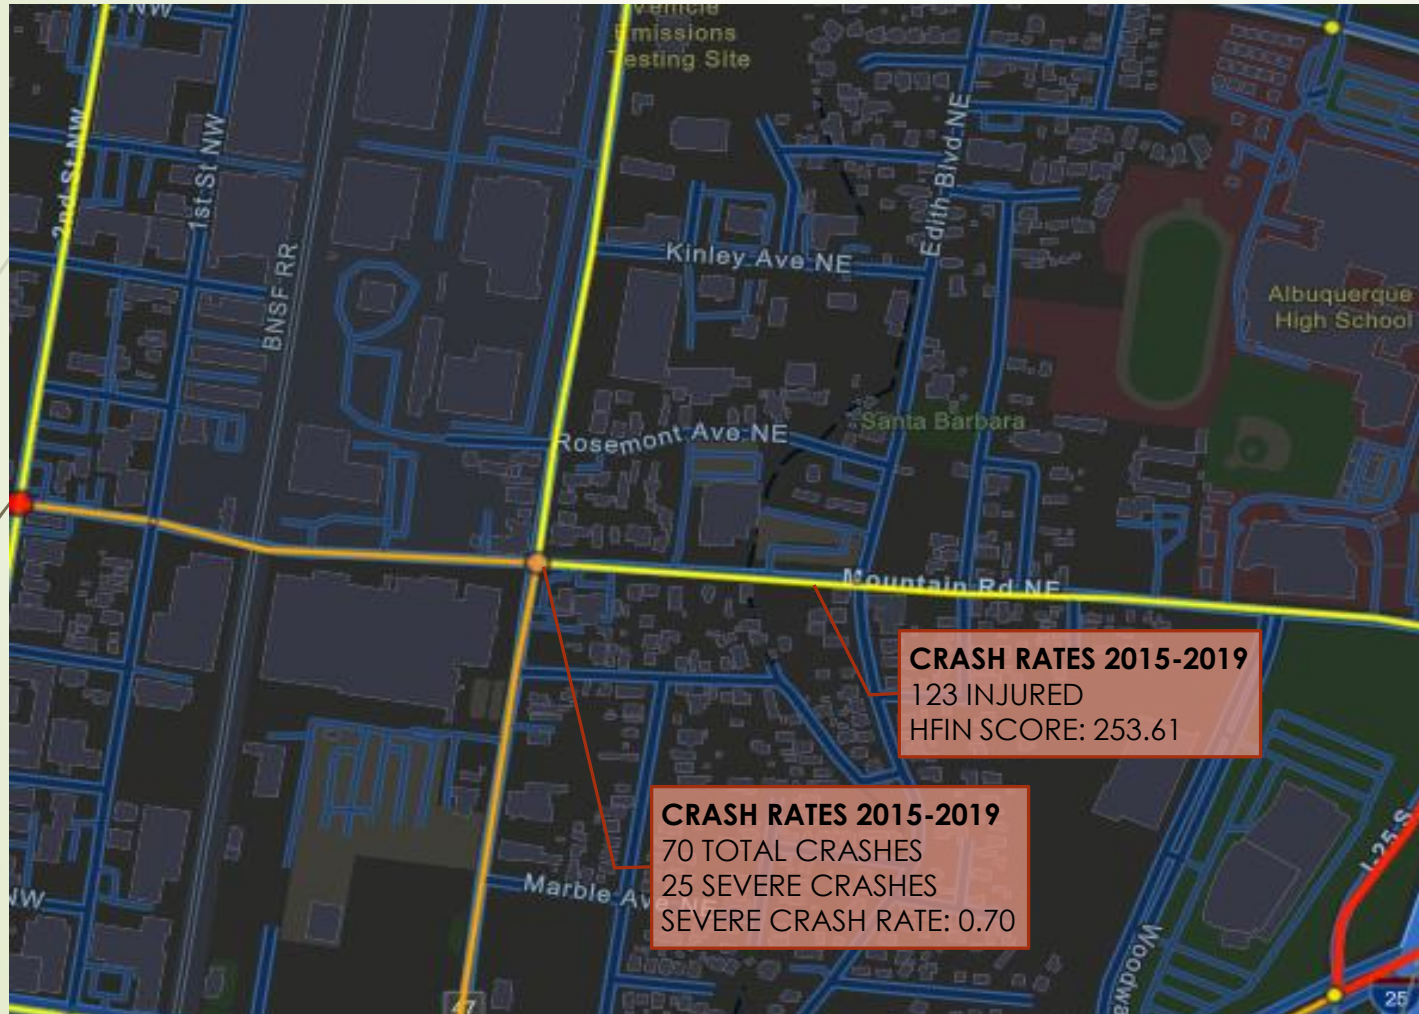 Vehicle
Emissions
Testing Site
2nd St NW
1st St NW
BNSF RR
Edith Blvd NE
Kinley Ave NE
Albuquerque
High School
Santa Barbara
Rosemont Ave NE
Mountain Rd NE
CRASH RATES 2015-2019
123 INJURED
HFIN SCORE: 253.61
CRASH RATES 2015-2019
70 TOTAL CRASHES
25 SEVERE CRASHES
SEVERE CRASH RATE: 0.70
Marble Ave NE
NW
I-25 S
Woodwa
47
25